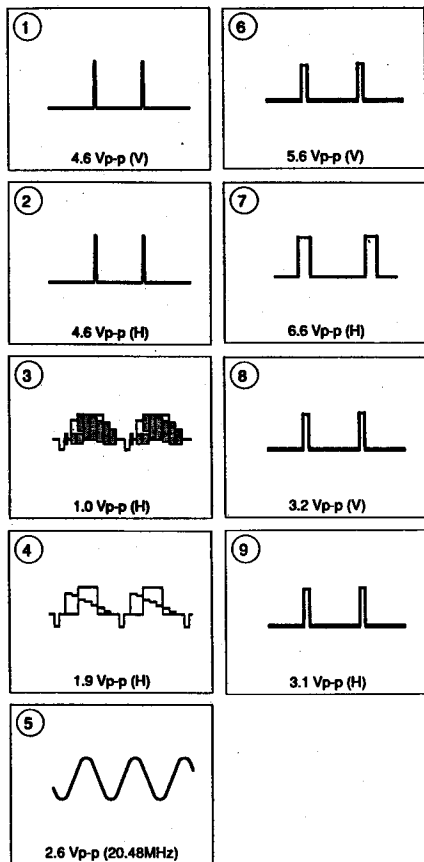 1
4.6 Vp-p (V)
2
4.6 Vp-p (H)
3
1.0 Vp-p (H)
4
1.9 Vp-p (H)
5
2.6 Vp-p (20.48MHz)
6
5.6 Vp-p (V)
7
6.6 Vp-p (H)
8
3.2 Vp-p (V)
9
3.1 Vp-p (H)